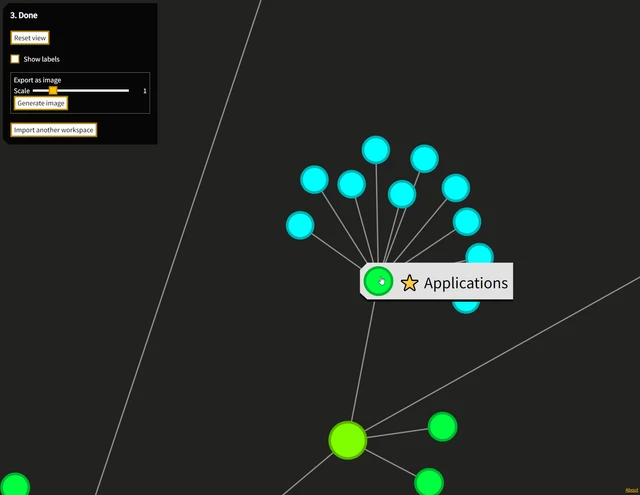 3. Done
Reset view
Show labels
Export as image
Scale 1
Generate image
Import another workspace
Applications
About